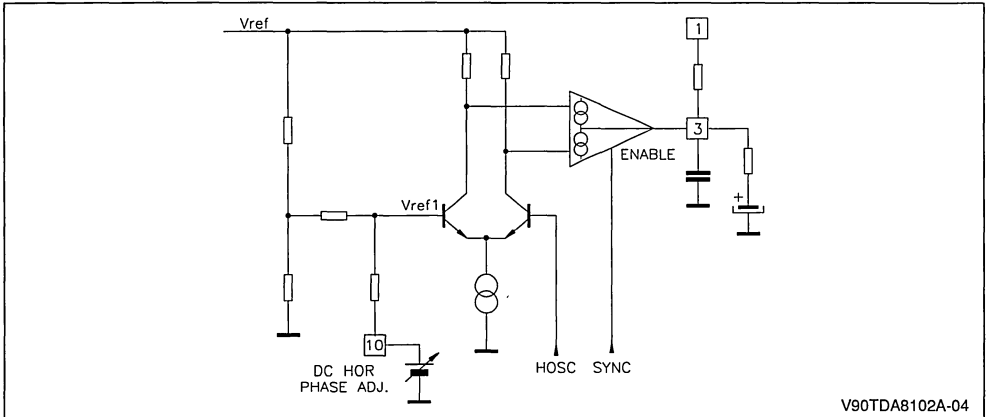 Vref
1
3
ENABLE
Vref1
10
DC HOR
PHASE ADJ.
HOSC SYNC
+
V90TDA8102A-04